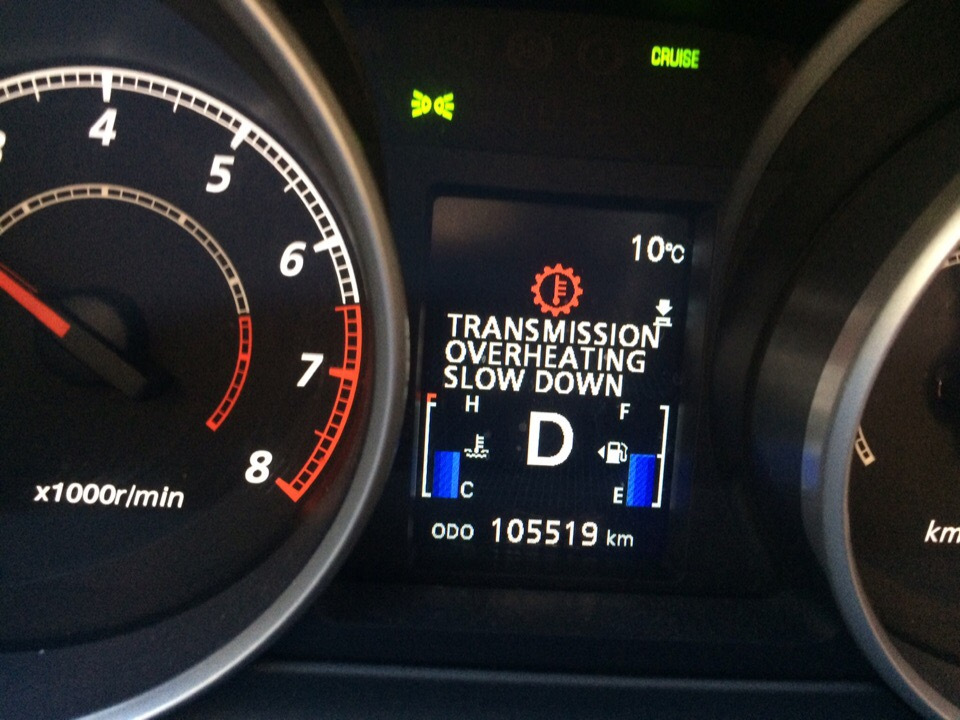 CRUISE
4
5
6
7
8
x1000r/min
10°C
TRANSMISSION
OVERHEATING
SLOW DOWN
H
F
D
C
E
ODO 105519 km
km